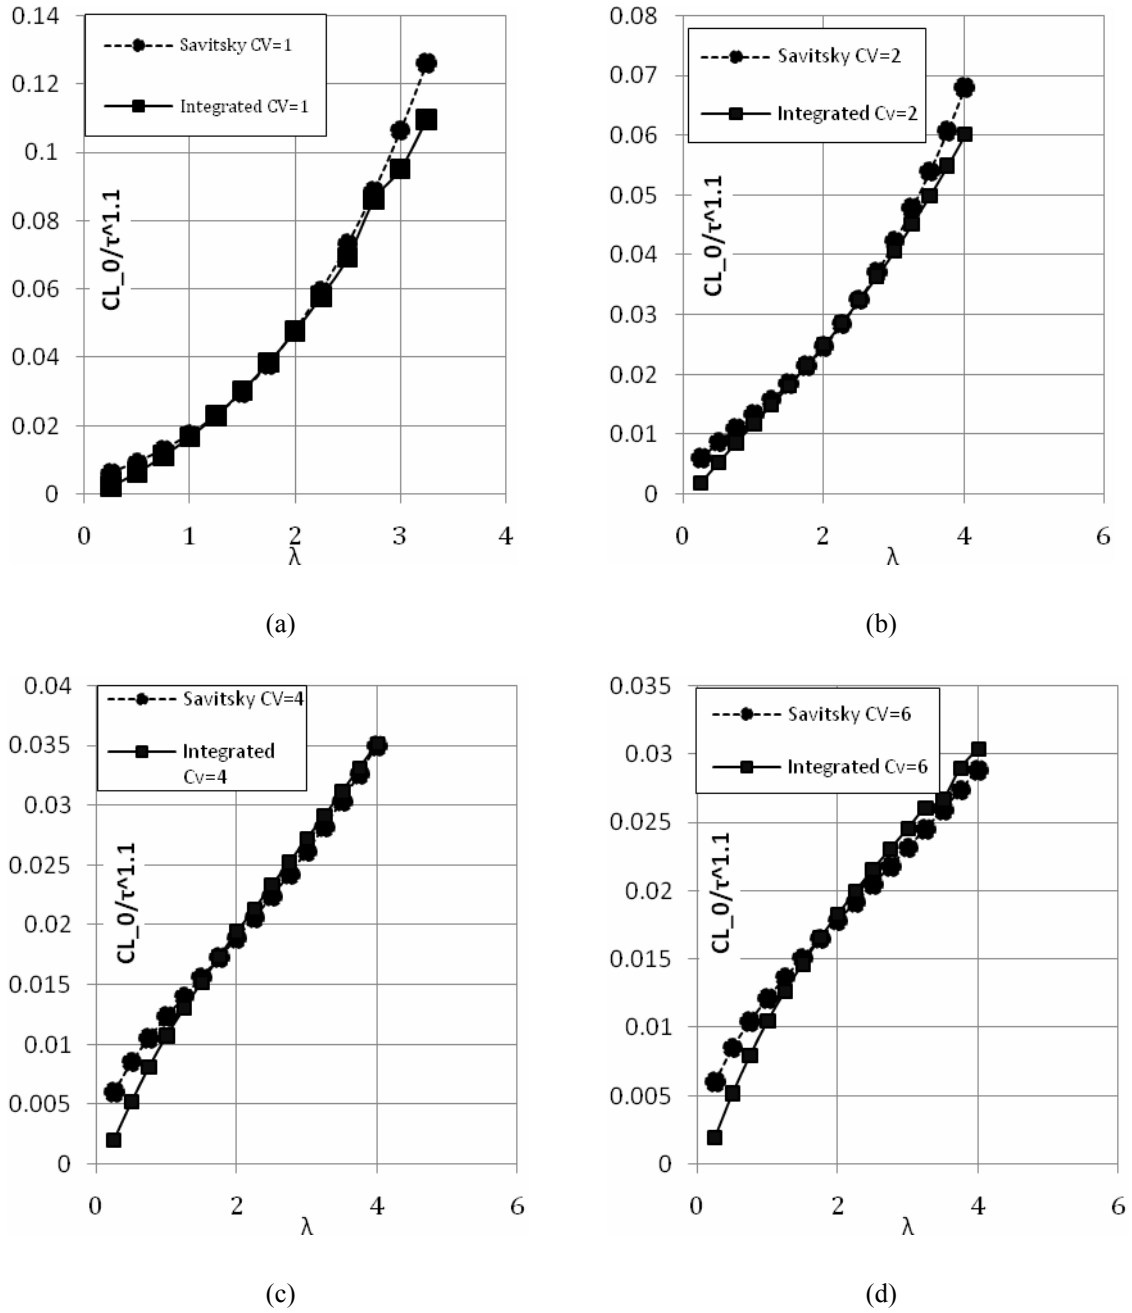 0.14
0.12
0.1
0.08
0.06
0.04
0.02
0
Savitsky CV=1
Integrated CV=1
CL_0/τ^1.1
0 1 2 3 4
λ
(a)
0.08
0.07
0.06
0.05
0.04
0.03
0.02
0.01
0
Savitsky CV=2
Integrated Cv=2
CL_0/τ^1.1
0 2 4 6
λ
(b)
0.04
0.035
0.03
0.025
0.02
0.015
0.01
0.005
0
Savitsky CV=4
Integrated
Cv=4
CL_0/τ^1.1
0 2 4 6
λ
(c)
0.035
0.03
0.025
0.02
0.015
0.01
0.005
0
Savitsky CV=6
Integrated Cv=6
CL_0/τ^1.1
0 2 4 6
λ
(d)